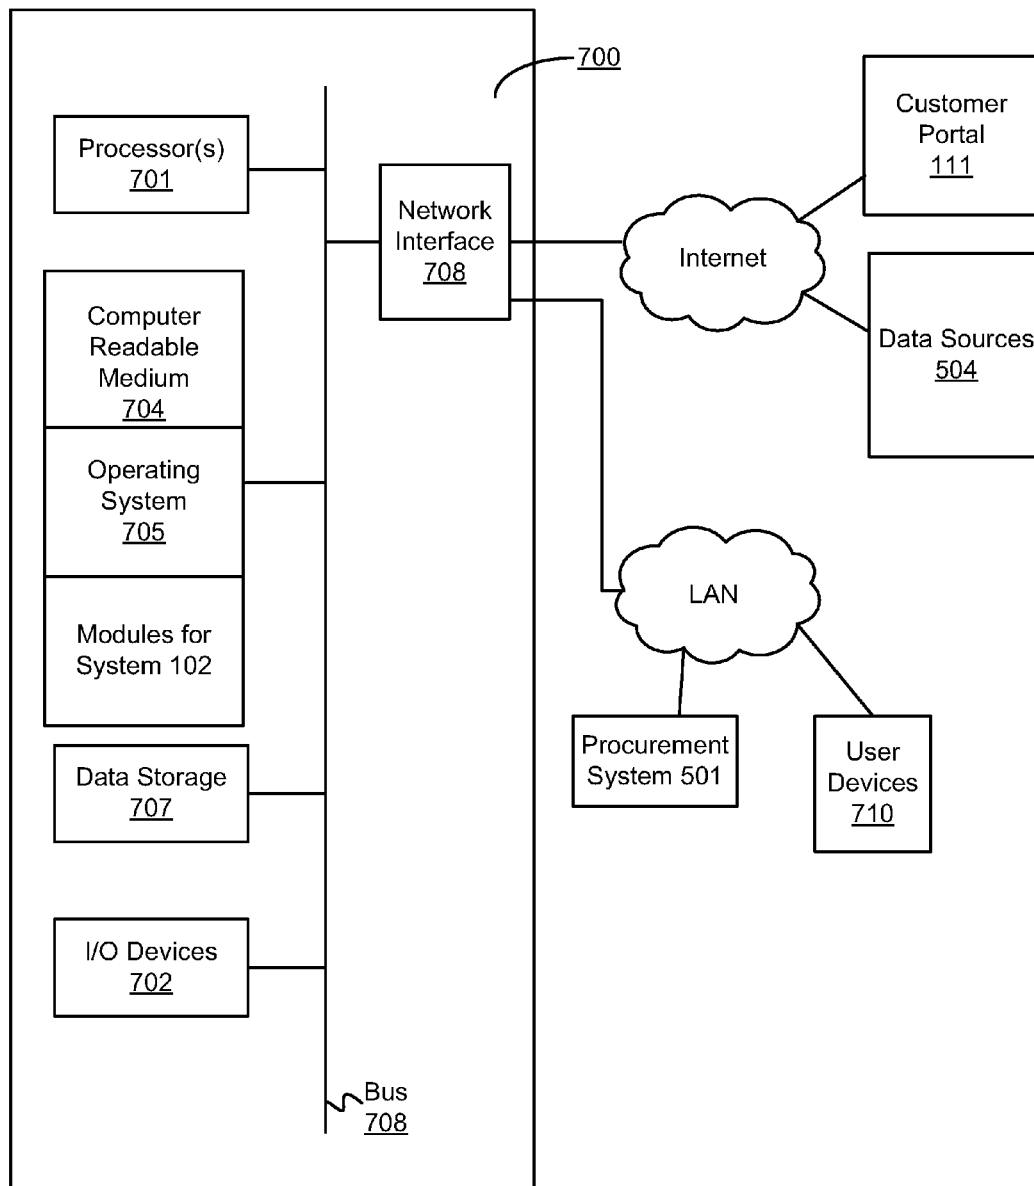 700
Processor(s)
701
Network
Interface
708
Customer
Portal
111
Internet
Computer
Readable
Medium
704
Data Sources
504
Operating
System
705
LAN
Modules for
System 102
Procurement
System 501
User
Devices
710
Data Storage
707
I/O Devices
702
Bus
708